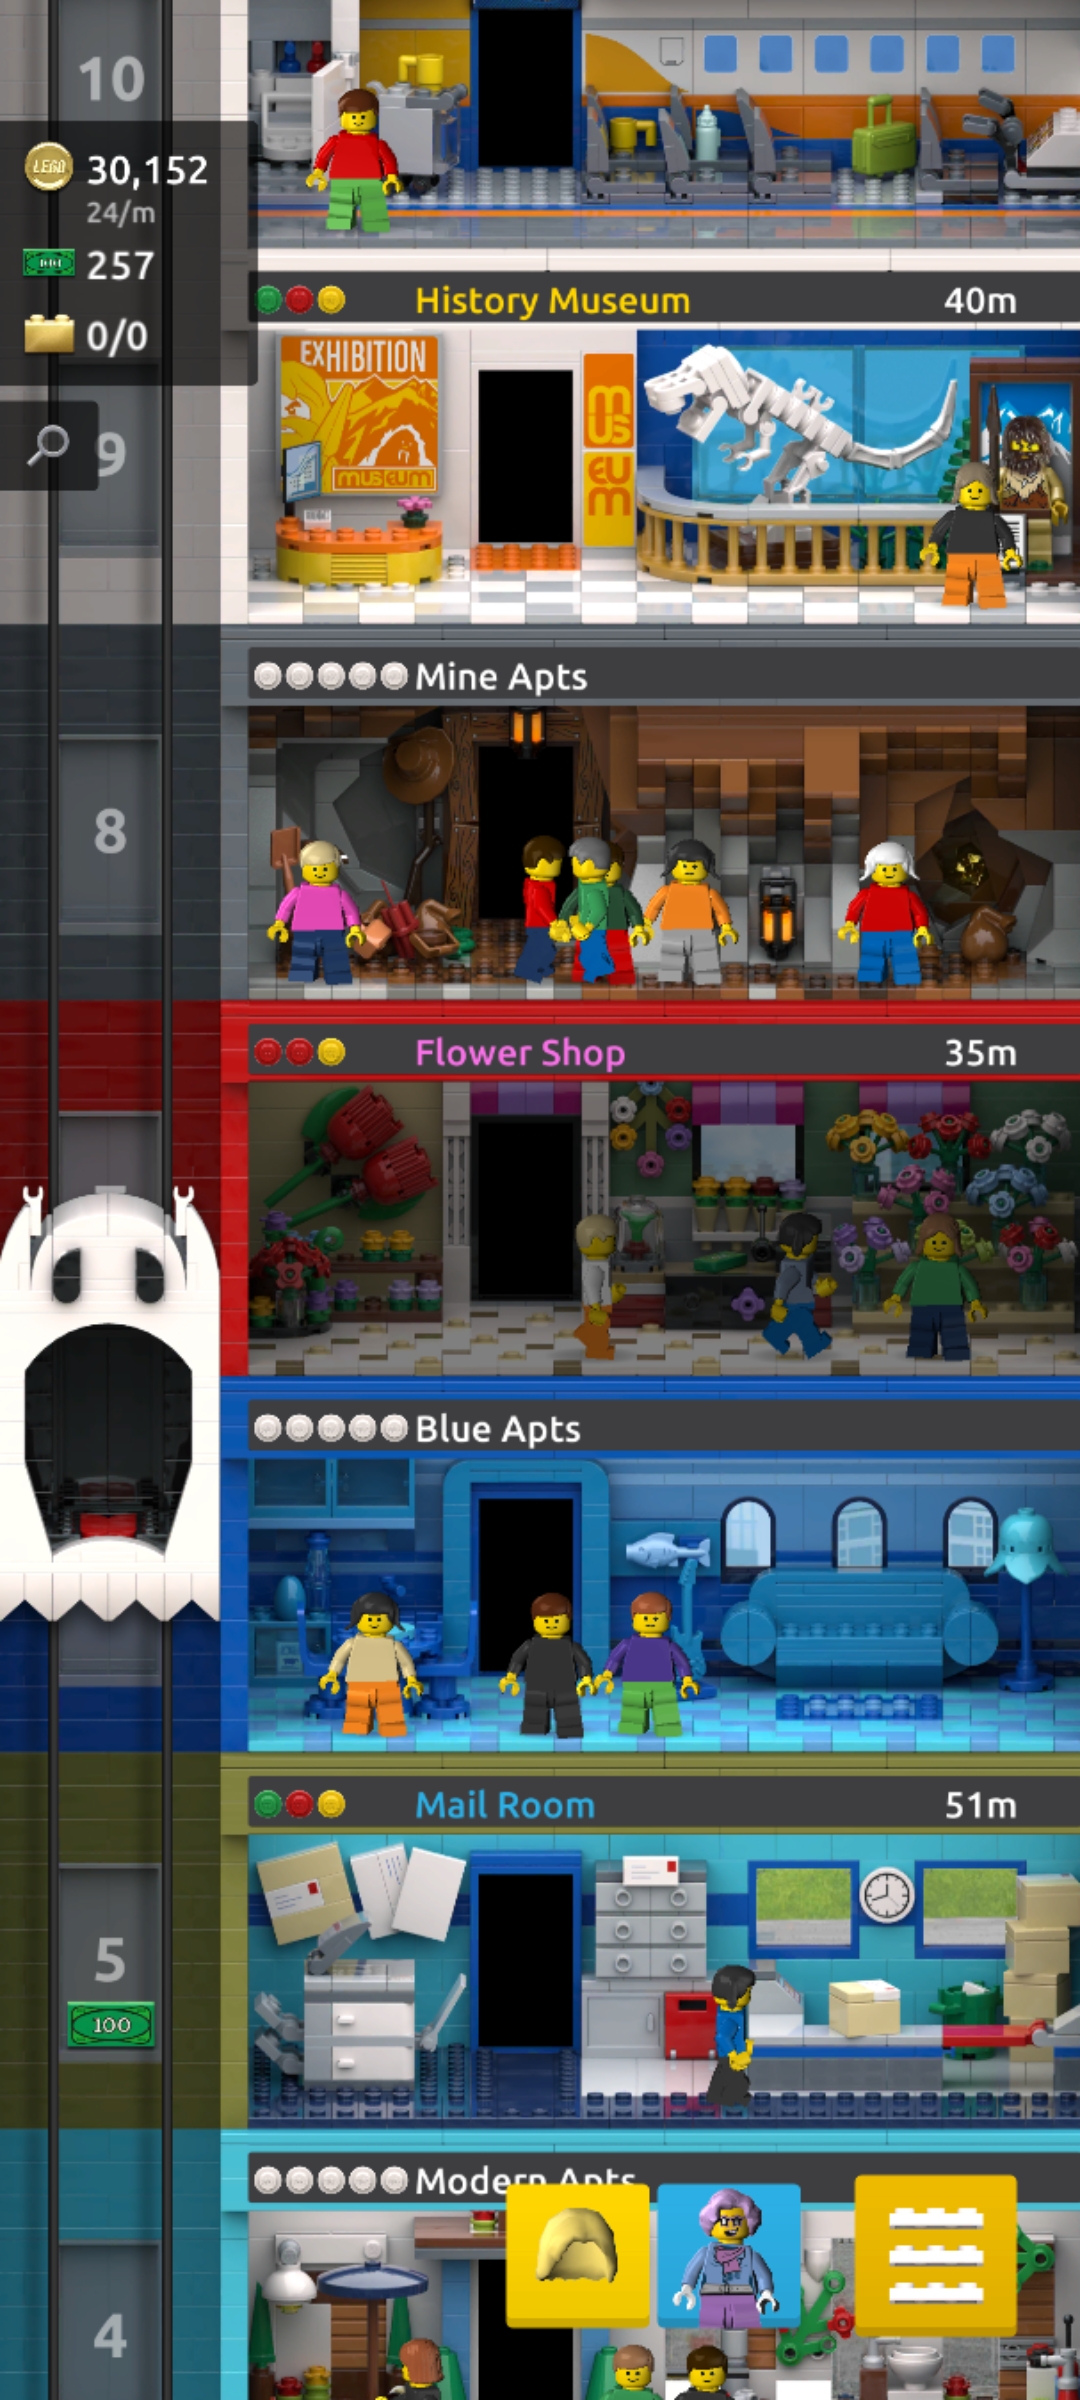 10
LEGO
30,152
24/m
257
0/0
History Museum
40m
EXHIBITION
museum
mus
eum
9
Mine Apts
8
Flower Shop
35m
Blue Apts
Mail Room
51m
5
100
Modern Apts
4